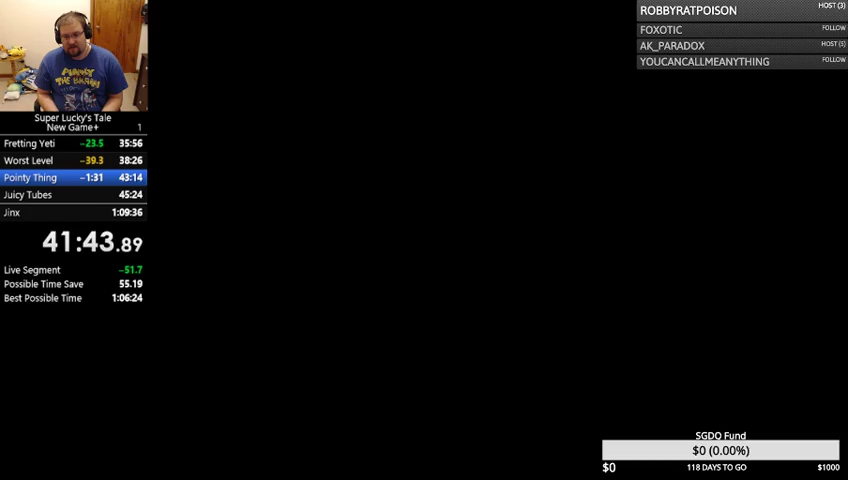 ROBBYRATPOISON HOST (3)
FOXOTIC FOLLOW
AK_PARADOX HOST (5)
YOUCANCALLMEANYTHING FOLLOW
PINKY THE BRAIN
Super Lucky's Tale
New Game+ 1
Fretting Yeti -23.5 35:56
Worst Level -39.3 38:26
Pointy Thing -1:31 43:14
Juicy Tubes 45:24
Jinx 1:09:36
41:43.89
Live Segment -51.7
Possible Time Save 55.19
Best Possible Time 1:06:24
SGDQ Fund
$0 (0.00%)
$0 118 DAYS TO GO $1000